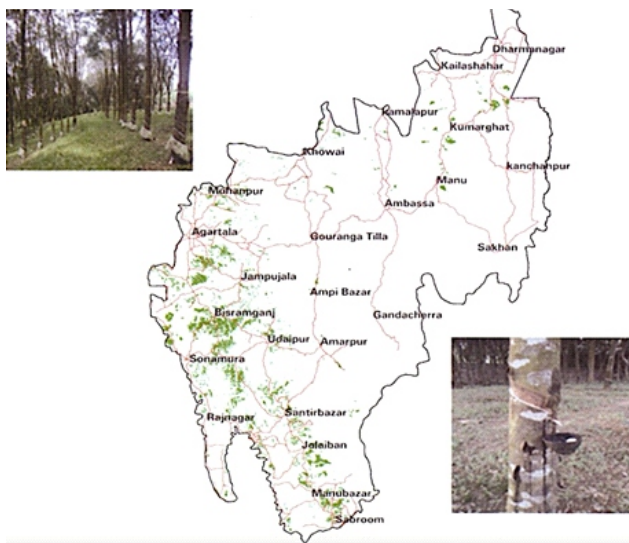 Dharmanagar
Kailashahar
Kamalapur
Kumarghat
Khowai
kanchanpur
Manu
Mohanpur
Ambassa
Agartala
Gouranga Tilla
Sakhan
Jampujala
Ampi Bazar
Bisramganj
Gandacherra
Udaipur
Amarpur
Sonamura
Santirbazar
Rajnagar
Jolaiban
Manubazar
Sabroom